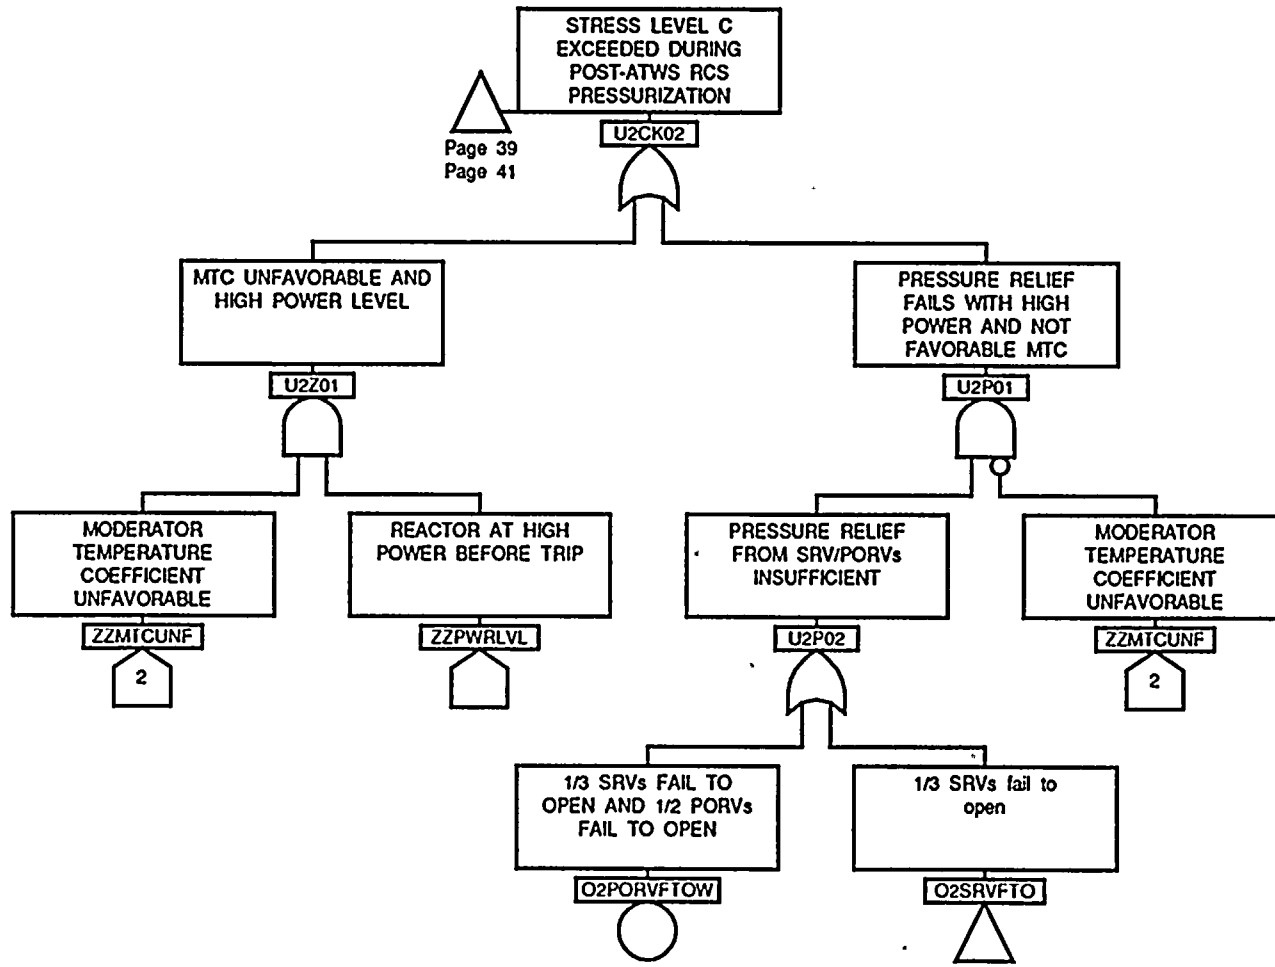 STRESS LEVEL C
EXCEEDED DURING
POST-ATWS RCS
PRESSURIZATION
U2CK02
Page 39
Page 41
MTC UNFAVORABLE AND
HIGH POWER LEVEL
U2Z01
PRESSURE RELIEF
FAILS WITH HIGH
POWER AND NOT
FAVORABLE MTC
U2P01
MODERATOR
TEMPERATURE
COEFFICIENT
UNFAVORABLE
ZZMTCUNF
2
REACTOR AT HIGH
POWER BEFORE TRIP
ZZPWRLVL
PRESSURE RELIEF
FROM SRV/PORVs
INSUFFICIENT
U2P02
MODERATOR
TEMPERATURE
COEFFICIENT
UNFAVORABLE
ZZMTCUNF
2
1/3 SRVs FAIL TO
OPEN AND 1/2 PORVs
FAIL TO OPEN
O2PORVFTOW
1/3 SRVs fail to
open
O2SRVFTO